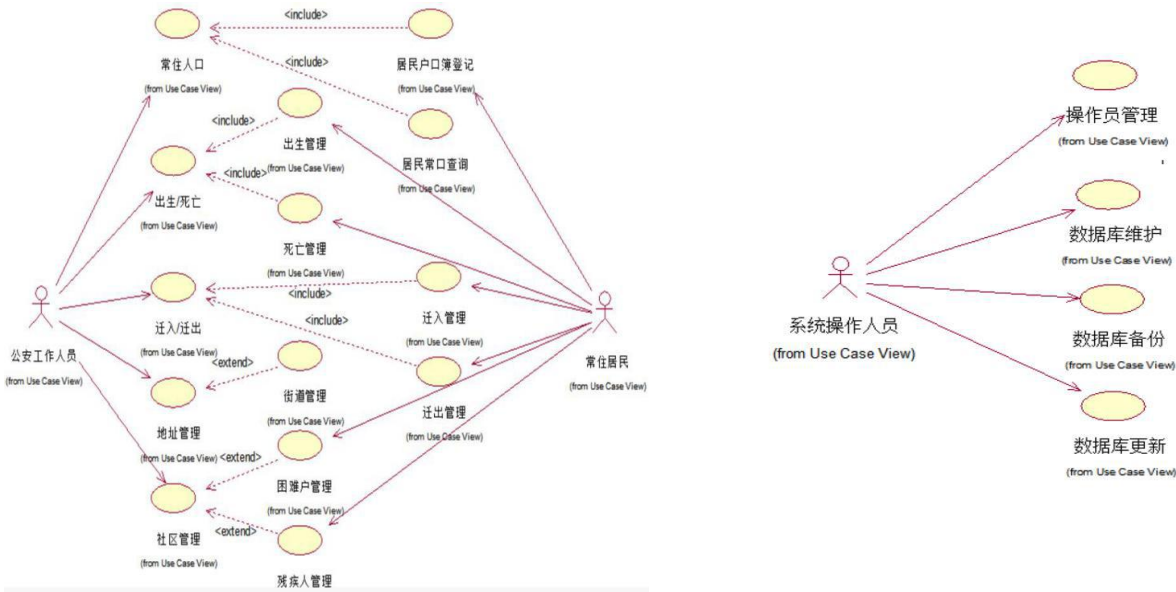 <include>
常住人口
(from Use Case View)
居民户口簿登记
(from Use Case View)
<include>
<include>
出生管理
(from Use Case View)
居民常口查询
(from Use Case View)
出生/死亡
(from Use Case View)
<include>
死亡管理
(from Use Case View)
迁入/迁出
(from Use Case View)
<include>
<include>
迁入管理
(from Use Case View)
公安工作人员
(from Use Case View)
常住居民
(from Use Case View)
<extend>
街道管理
(from Use Case View)
迁出管理
(from Use Case View)
地址管理
(from Use Case View)
<extend>
困难户管理
(from Use Case View)
社区管理
(from Use Case View)
<extend>
残疾人管理
操作员管理
(from Use Case View)
数据库维护
(from Use Case View)
系统操作人员
(from Use Case View)
数据库备份
(from Use Case View)
数据库更新
(from Use Case View)